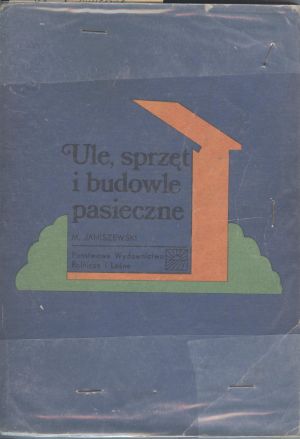 Ule, sprzęt
i budowle
pasieczne
M. JANISZEWSKI
Państwowe Wydawnictwo
Rolnicze i Leśne